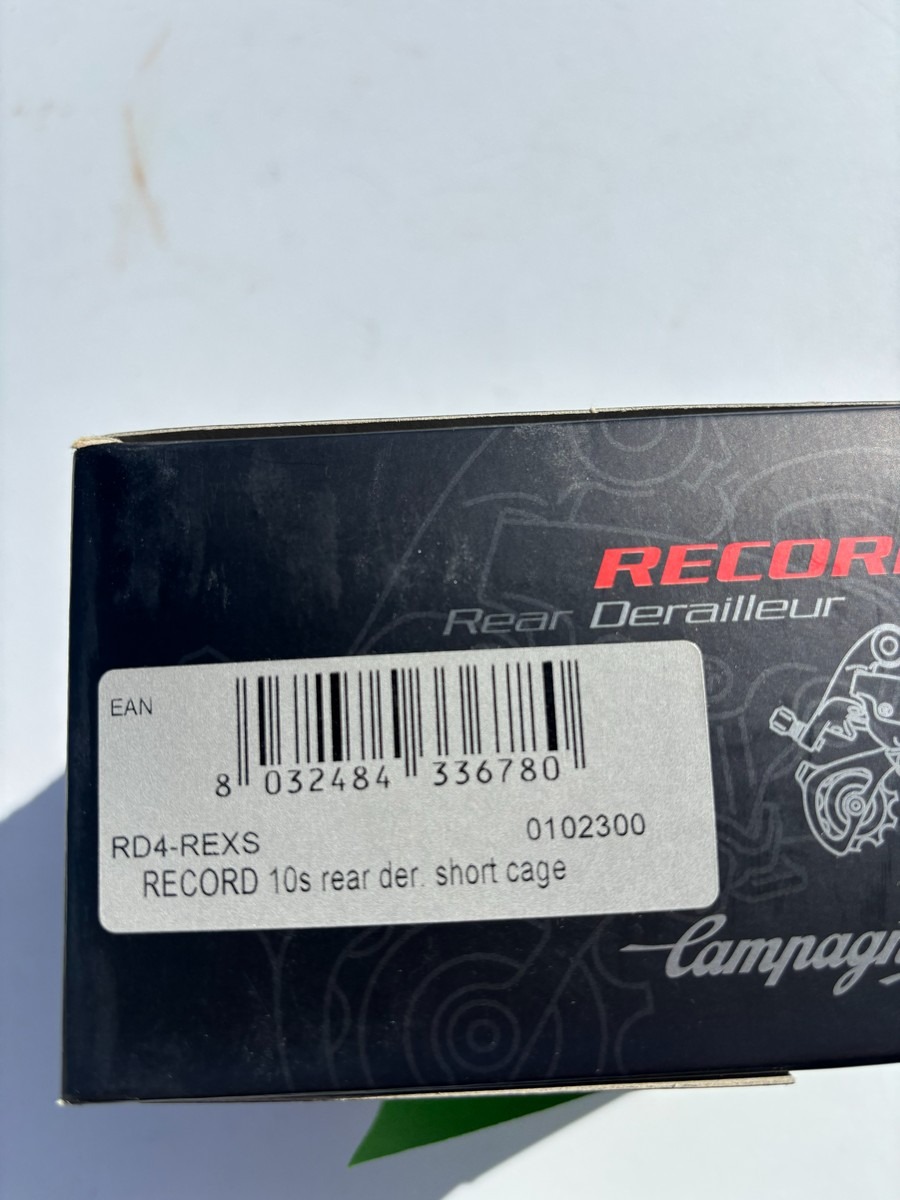 RECOR
Rear Derailleur
EAN
8 032484 336780
RD4-REXS 0102300
RECORD 10s rear der. short cage
Campagn